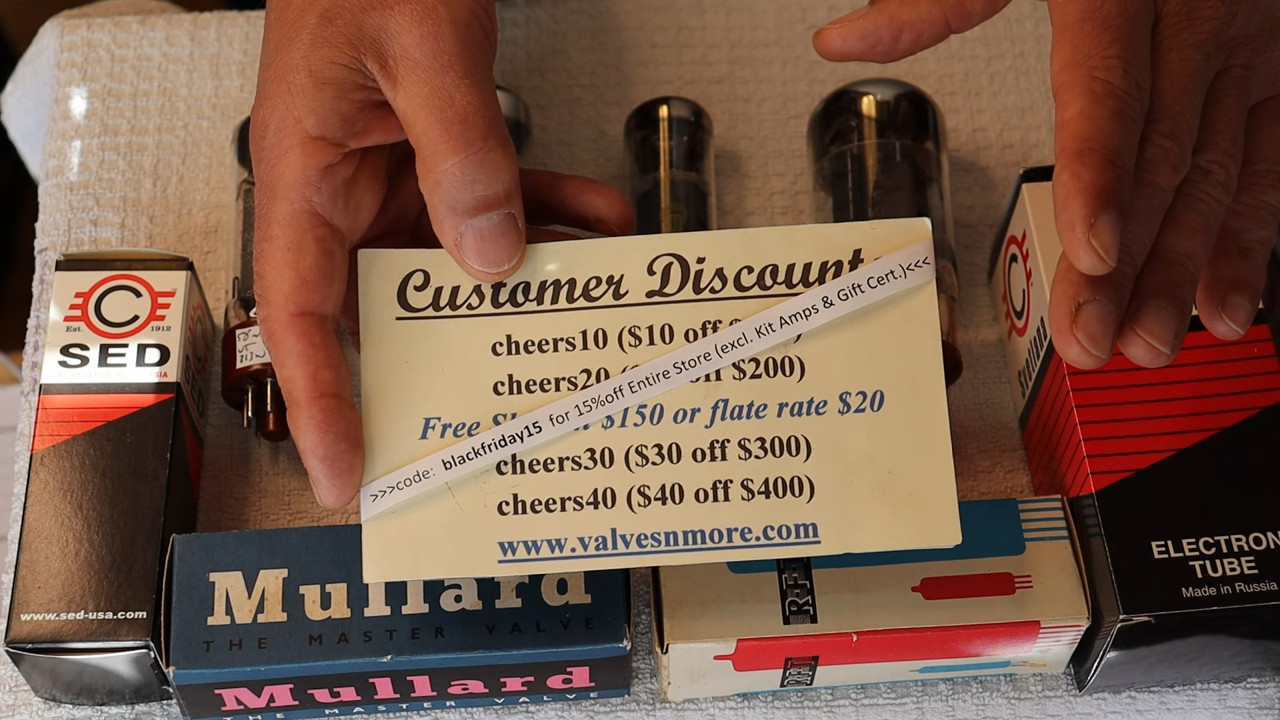 Customer Discount
cheers10 ($10 off
cheers20 $200)
Free $150 or flate rate $20
cheers30 ($30 off $300)
cheers40 ($40 off $400)
www.valvesnmore.com
>>>code: blackfriday15 for 15%off Entire Store (excl. Kit Amps & Gift Cert.)<<<
C
Est. 1912
SED
www.sed-usa.com
Mullard
THE MASTER VALVE
Mullard
THE MASTER VALVE
RFT
RFT
C
Svetlana
ELECTRON
TUBE
Made in Russia